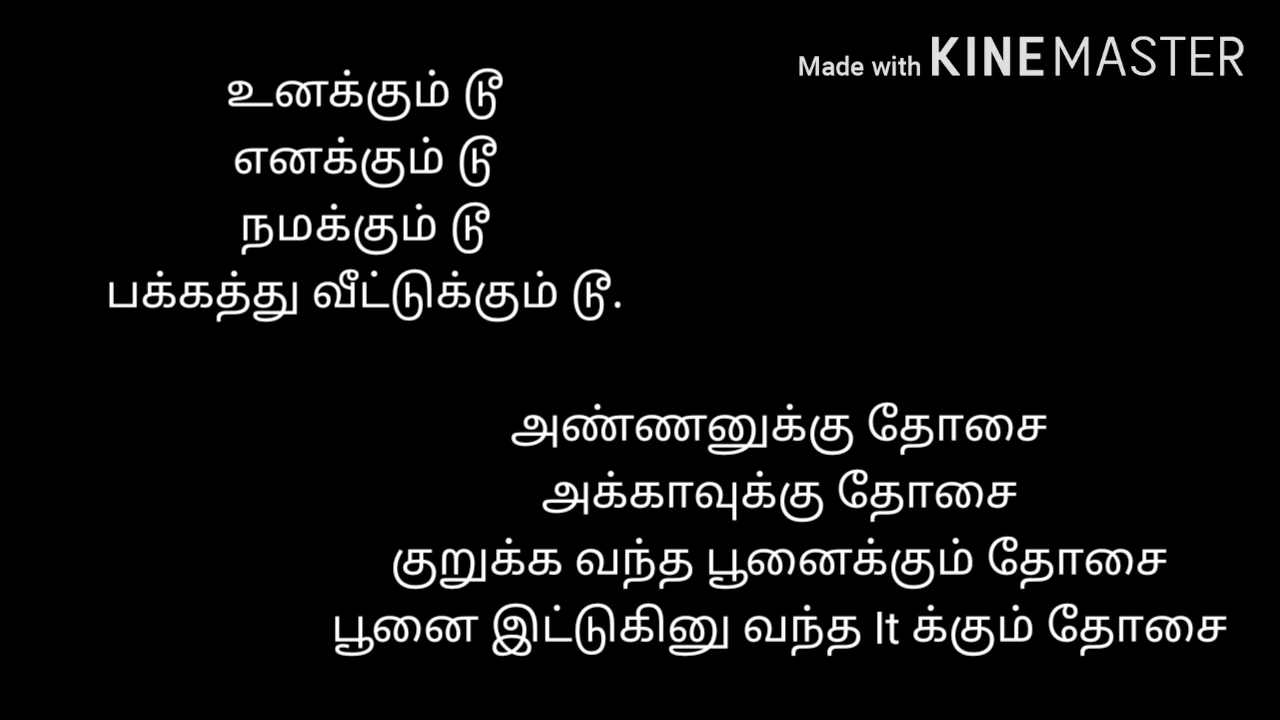 Made with KINEMASTER
உனக்கும் டூ
எனக்கும் டூ
நமக்கும் டூ
பக்கத்து வீட்டுக்கும் டூ.
அண்ணனுக்கு தோசை
அக்காவுக்கு தோசை
குறுக்க வந்த பூனைக்கும் தோசை
பூனை இட்டுகினு வந்த It க்கும் தோசை